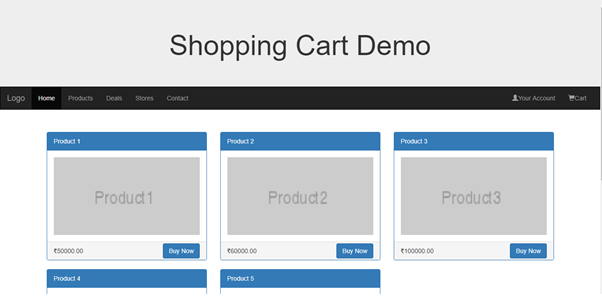 Shopping Cart Demo
Logo Home Products Deals Stores Contact Your Account Cart
Product 1 Product 2 Product 3
Product1 Product2 Product3
₹50000.00 Buy Now ₹60000.00 Buy Now ₹100000.00 Buy Now
Product 4 Product 5